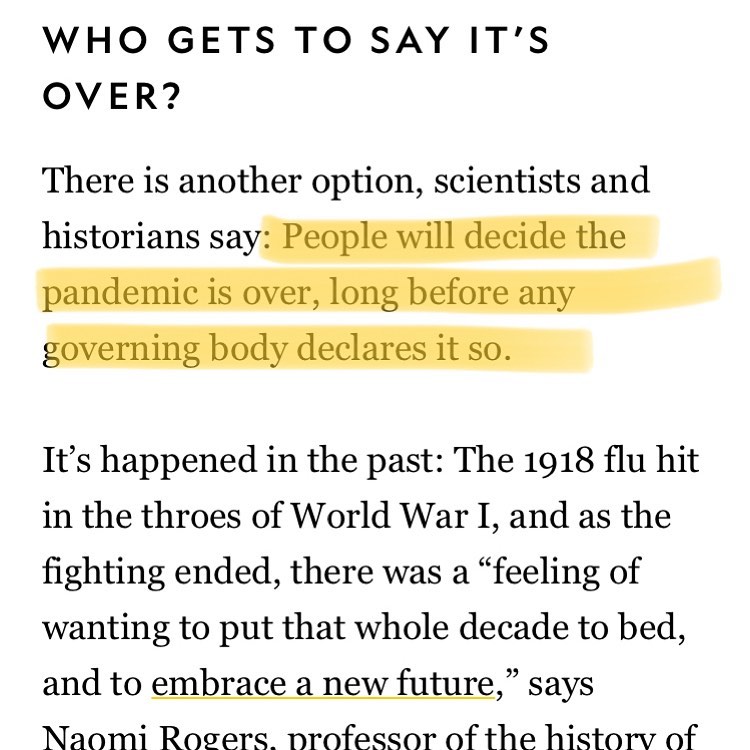 WHO GETS TO SAY IT’S
OVER?
There is another option, scientists and
historians say: People will decide the
pandemic is over, long before any
governing body declares it so.
It’s happened in the past: The 1918 flu hit
in the throes of World War I, and as the
fighting ended, there was a “feeling of
wanting to put that whole decade to bed,
and to embrace a new future,” says
Naomi Rogers, professor of the history of